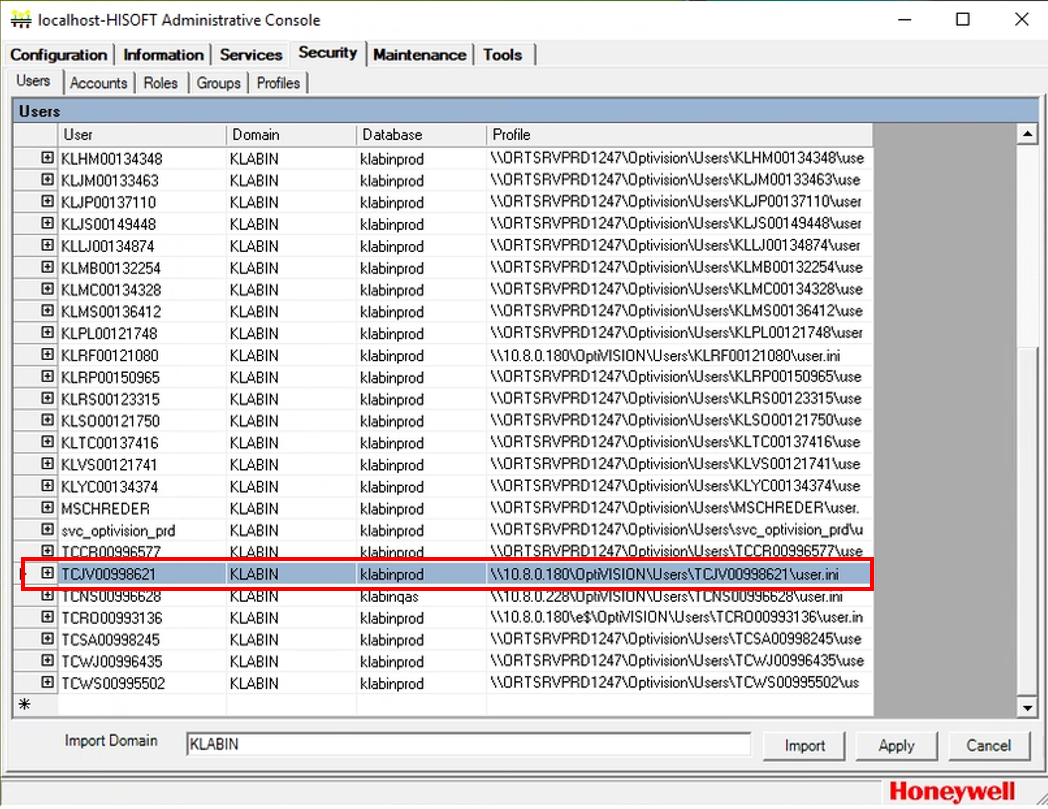 localhost-HISOFT Administrative Console
Configuration Information Services Security Maintenance Tools
Users Accounts Roles Groups Profiles
Users
User Domain Database Profile
KLHM00134348 KLABIN klabinprod \\ORTSRVPRD1247\Optivision\Users\KLHM00134348\use
KLJM00133463 KLABIN klabinprod \\ORTSRVPRD1247\Optivision\Users\KLJM00133463\use
KLJP00137110 KLABIN klabinprod \\ORTSRVPRD1247\Optivision\Users\KLJP00137110\user
KLJS00149448 KLABIN klabinprod \\ORTSRVPRD1247\Optivision\Users\KLJS00149448\user
KLLJ00134874 KLABIN klabinprod \\ORTSRVPRD1247\Optivision\Users\KLLJ00134874\user
KLMB00132254 KLABIN klabinprod \\ORTSRVPRD1247\Optivision\Users\KLMB00132254\use
KLMC00134328 KLABIN klabinprod \\ORTSRVPRD1247\Optivision\Users\KLMC00134328\use
KLMS00136412 KLABIN klabinprod \\ORTSRVPRD1247\Optivision\Users\KLMS00136412\use
KLPL00121748 KLABIN klabinprod \\ORTSRVPRD1247\Optivision\Users\KLPL00121748\user
KLRF00121080 KLABIN klabinprod \\10.8.0.180\OptiVISION\Users\KLRF00121080\user.ini
KLRP00150965 KLABIN klabinprod \\ORTSRVPRD1247\Optivision\Users\KLRP00150965\use
KLRS00123315 KLABIN klabinprod \\ORTSRVPRD1247\Optivision\Users\KLRS00123315\use
KLSO00121750 KLABIN klabinprod \\ORTSRVPRD1247\Optivision\Users\KLSO00121750\use
KLTC00137416 KLABIN klabinprod \\ORTSRVPRD1247\Optivision\Users\KLTC00137416\use
KLVS00121741 KLABIN klabinprod \\ORTSRVPRD1247\Optivision\Users\KLVS00121741\use
KLYC00134374 KLABIN klabinprod \\ORTSRVPRD1247\Optivision\Users\KLYC00134374\use
MSCHREDER KLABIN klabinprod \\ORTSRVPRD1247\Optivision\Users\MSCHREDER\user.
svc_optivision_prd KLABIN klabinprod \\ORTSRVPRD1247\Optivision\Users\svc_optivision_prd\u
TCCR00996577 KLABIN klabinprod \\ORTSRVPRD1247\Optivision\Users\TCCR00996577\use
TCJV00998621 KLABIN klabinprod \\10.8.0.180\OptiVISION\Users\TCJV00998621\user.ini
TCNS00996628 KLABIN klabinqas \\10.8.0.228\OptiVISION\Users\TCNS00996628\user.ini
TCRO00993136 KLABIN klabinprod \\10.8.0.180\e$\OptiVISION\Users\TCRO00993136\user.in
TCSA00998245 KLABIN klabinprod \\ORTSRVPRD1247\Optivision\Users\TCSA00998245\use
TCWJ00996435 KLABIN klabinprod \\ORTSRVPRD1247\Optivision\Users\TCWJ00996435\use
TCWS00995502 KLABIN klabinprod \\ORTSRVPRD1247\Optivision\Users\TCWS00995502\us
Import Domain KLABIN Import Apply Cancel
Honeywell